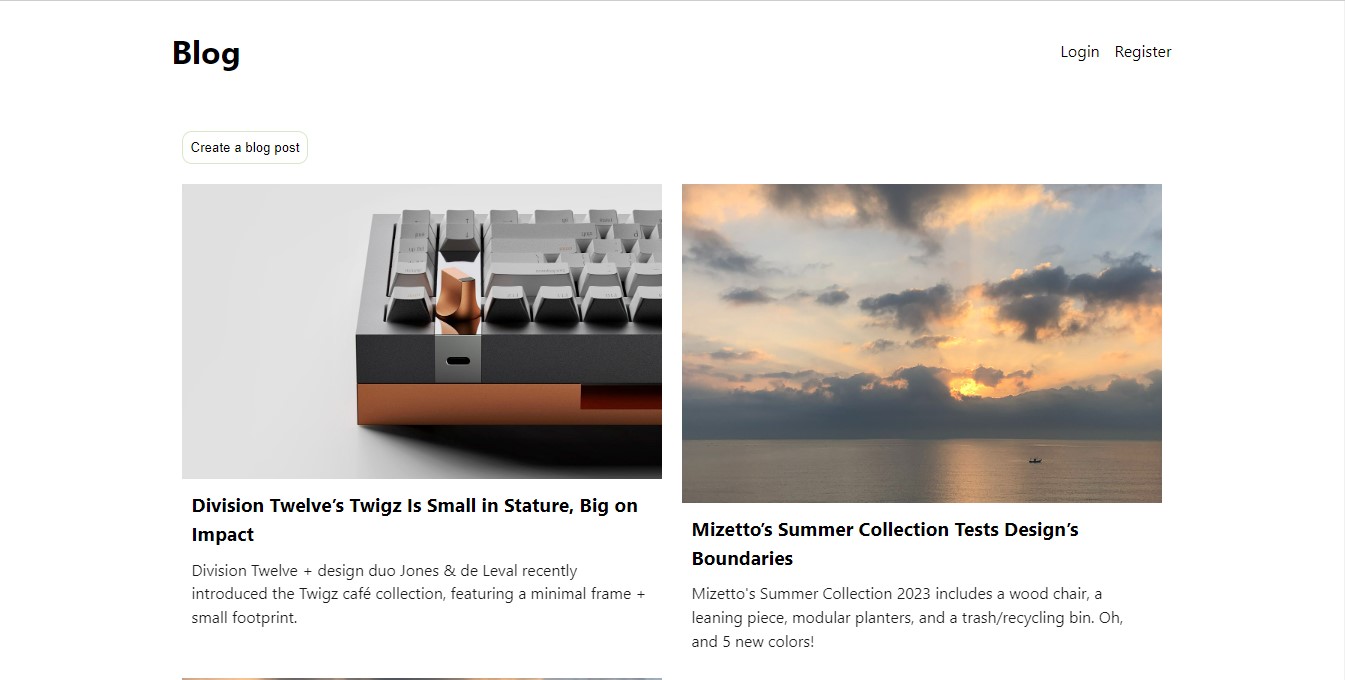 Blog
Login Register
Create a blog post
Division Twelve’s Twigz Is Small in Stature, Big on
Impact
Division Twelve + design duo Jones & de Leval recently
introduced the Twigz café collection, featuring a minimal frame +
small footprint.
Mizetto’s Summer Collection Tests Design’s
Boundaries
Mizetto's Summer Collection 2023 includes a wood chair, a
leaning piece, modular planters, and a trash/recycling bin. Oh,
and 5 new colors!